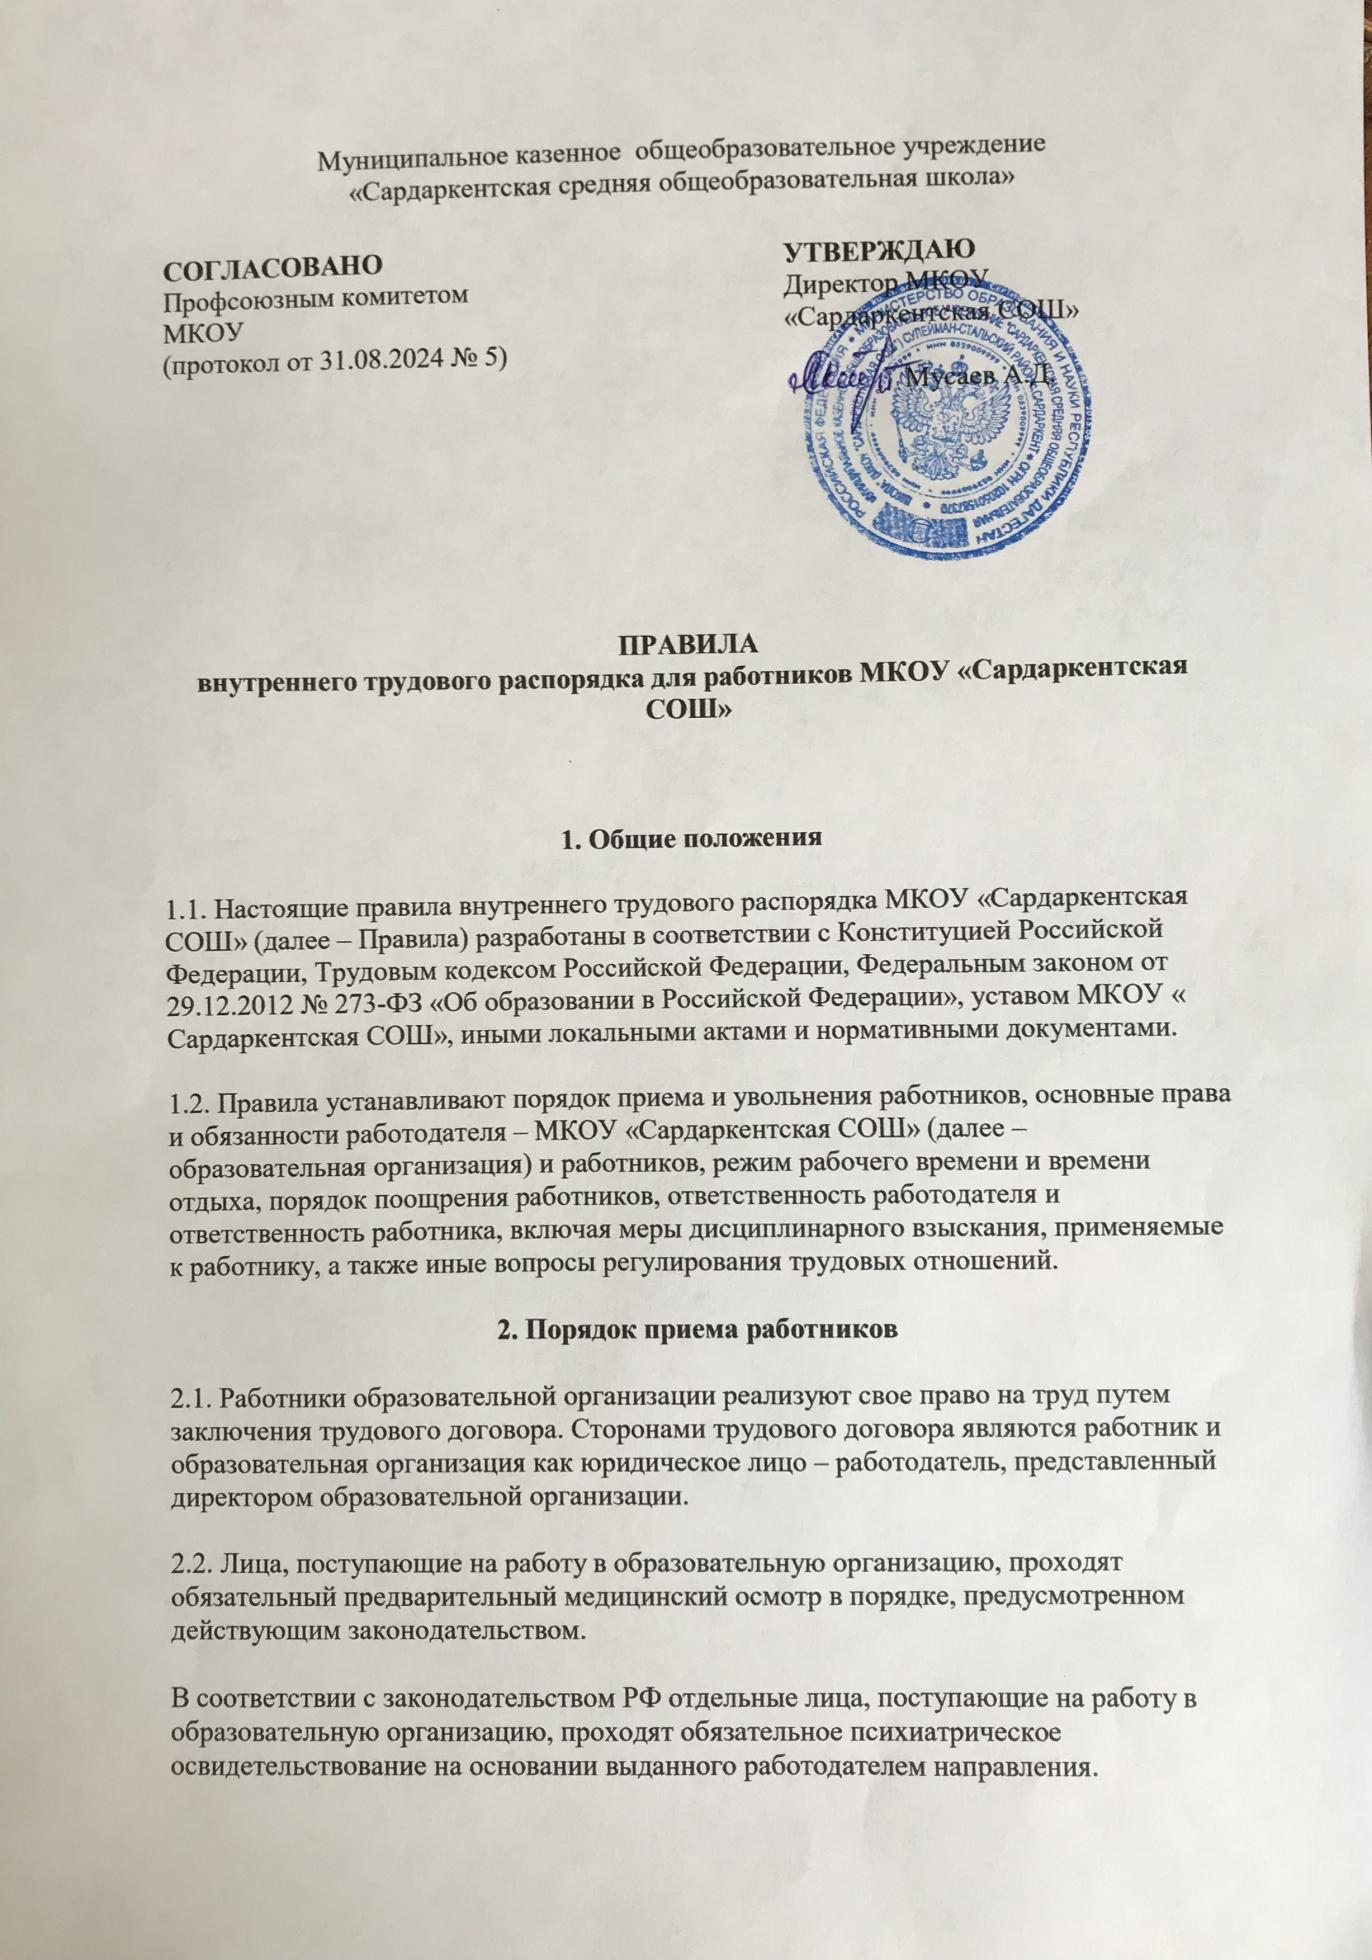 Муниципальное казенное общеобразовательное учреждение
«Сардаркентская средняя общеобразовательная школа»
СОГЛАСОВАНО
Профсоюзным комитетом
МКОУ
(протокол от 31.08.2024 № 5)
УТВЕРЖДАЮ
Директор МКОУ
«Сардаркентская СОШ»
Мусаев А.Д.
РОССИЙСКАЯ ФЕДЕРАЦИЯ * МИНИСТЕРСТВО ОБРАЗОВАНИЯ И НАУКИ РЕСПУБЛИКИ ДАГЕСТАН
ПРАВИЛА
внутреннего трудового распорядка для работников МКОУ «Сардаркентская
СОШ»
1. Общие положения
1.1. Настоящие правила внутреннего трудового распорядка МКОУ «Сардаркентская
СОШ» (далее – Правила) разработаны в соответствии с Конституцией Российской
Федерации, Трудовым кодексом Российской Федерации, Федеральным законом от
29.12.2012 № 273-ФЗ «Об образовании в Российской Федерации», уставом МКОУ «
Сардаркентская СОШ», иными локальными актами и нормативными документами.
1.2. Правила устанавливают порядок приема и увольнения работников, основные права
и обязанности работодателя – МКОУ «Сардаркентская СОШ» (далее –
образовательная организация) и работников, режим рабочего времени и времени
отдыха, порядок поощрения работников, ответственность работодателя и
ответственность работника, включая меры дисциплинарного взыскания, применяемые
к работнику, а также иные вопросы регулирования трудовых отношений.
2. Порядок приема работников
2.1. Работники образовательной организации реализуют свое право на труд путем
заключения трудового договора. Сторонами трудового договора являются работник и
образовательная организация как юридическое лицо – работодатель, представленный
директором образовательной организации.
2.2. Лица, поступающие на работу в образовательную организацию, проходят
обязательный предварительный медицинский осмотр в порядке, предусмотренном
действующим законодательством.
В соответствии с законодательством РФ отдельные лица, поступающие на работу в
образовательную организацию, проходят обязательное психиатрическое
освидетельствование на основании выданного работодателем направления.